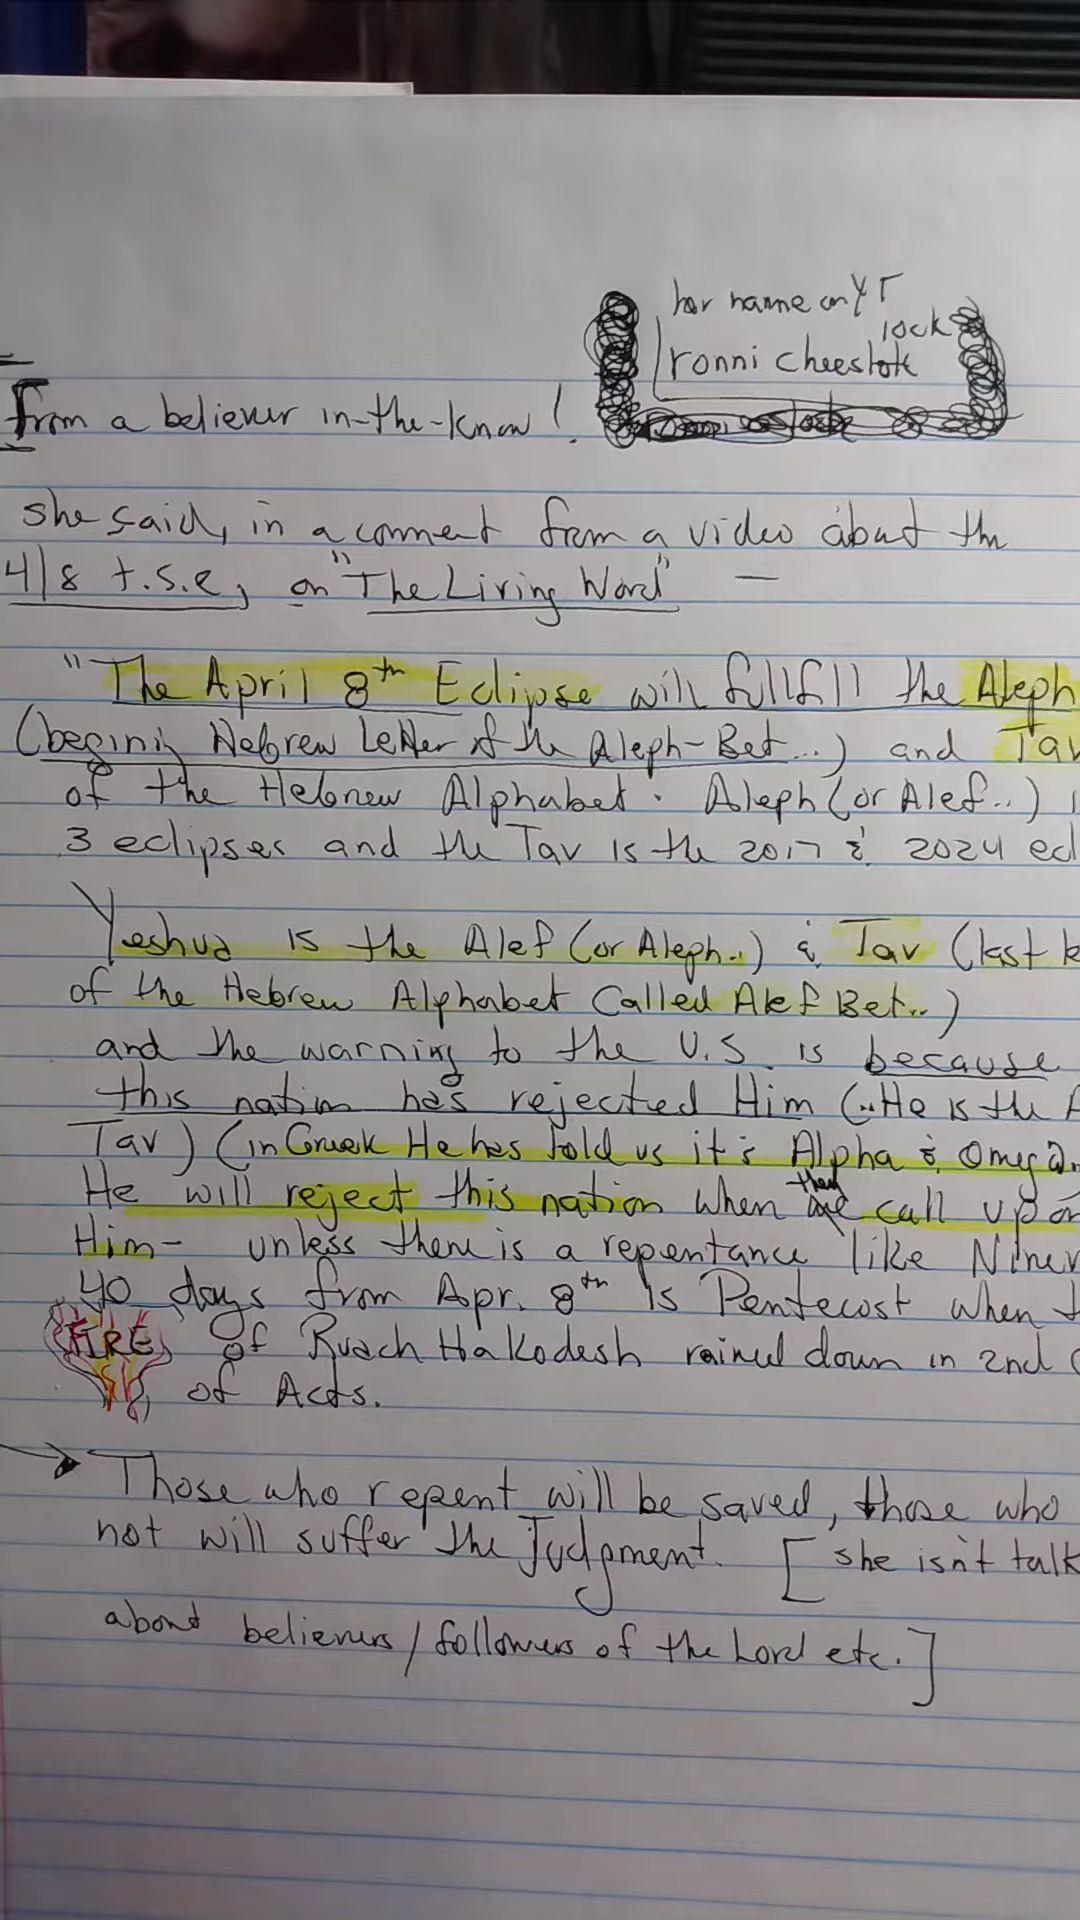 her name on YT
lock
ronni cheeslok
From a believer in-the-know!
she said, in a comment from a video about the
4/8 t.s.e, on "The Living Word" —
"The April 8th Eclipse will fullfill the Aleph
(begining Hebrew Letter of the Aleph-Bet...) and Tav
of the Hebrew Alphabet. Aleph (or Alef..)
3 eclipses and the Tav is the 2017 & 2024 ecl
Yeshua is the Alef (or Aleph..) & Tav (last
of the Hebrew Alphabet Called Alef Bet..)
and the warning to the U.S. is because
this nation has rejected Him (..He is the A
Tav) (in Greek He has told us it's Alpha & Omega.
He will reject this nation when they call upon
Him - unless there is a repentance like Ninev
40 days from Apr. 8th is Pentecost when t
FIRE of Ruach HaKodesh rained down in 2nd C
of Acts.
Those who repent will be saved, those who
not will suffer the Judgment. [she isn't talk
about believers/followers of the Lord etc.]